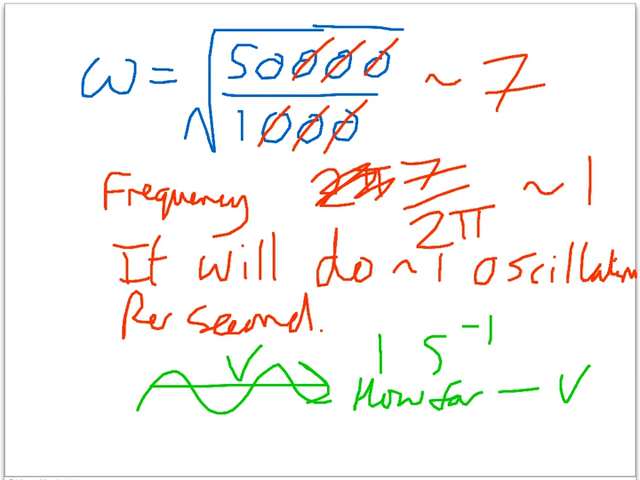 ω = √50000/1000 ~ 7
Frequency 7/2π ~ 1
It will do ~1 oscillation
Per second.
V 1 s⁻¹
How far — V